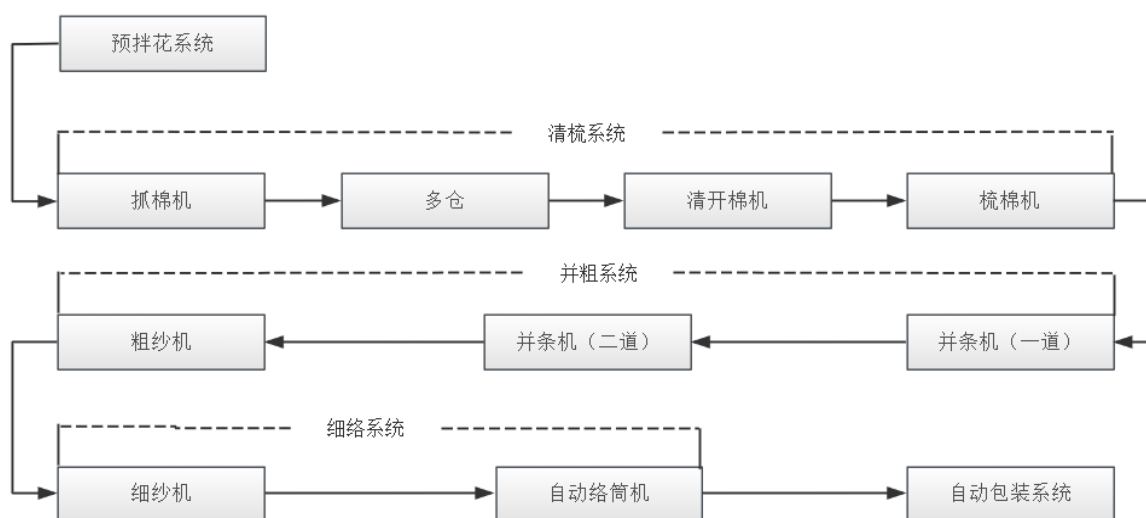 预拌花系统
清梳系统
抓棉机
多仓
清开棉机
梳棉机
并粗系统
粗纱机
并条机（二道）
并条机（一道）
细络系统
细纱机
自动络筒机
自动包装系统